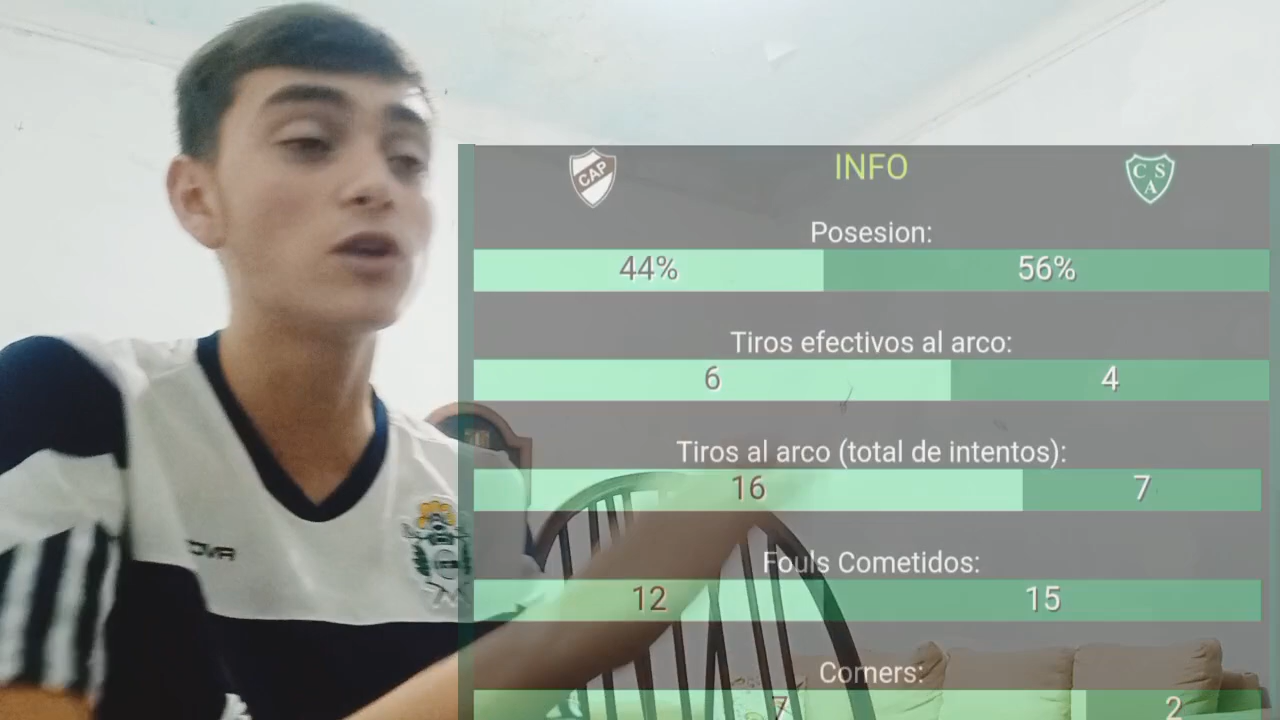 CAP
INFO
C S
A
Posesion:
44% 56%
Tiros efectivos al arco:
6 4
Tiros al arco (total de intentos):
16 7
Fouls Cometidos:
12 15
Corners:
7 2